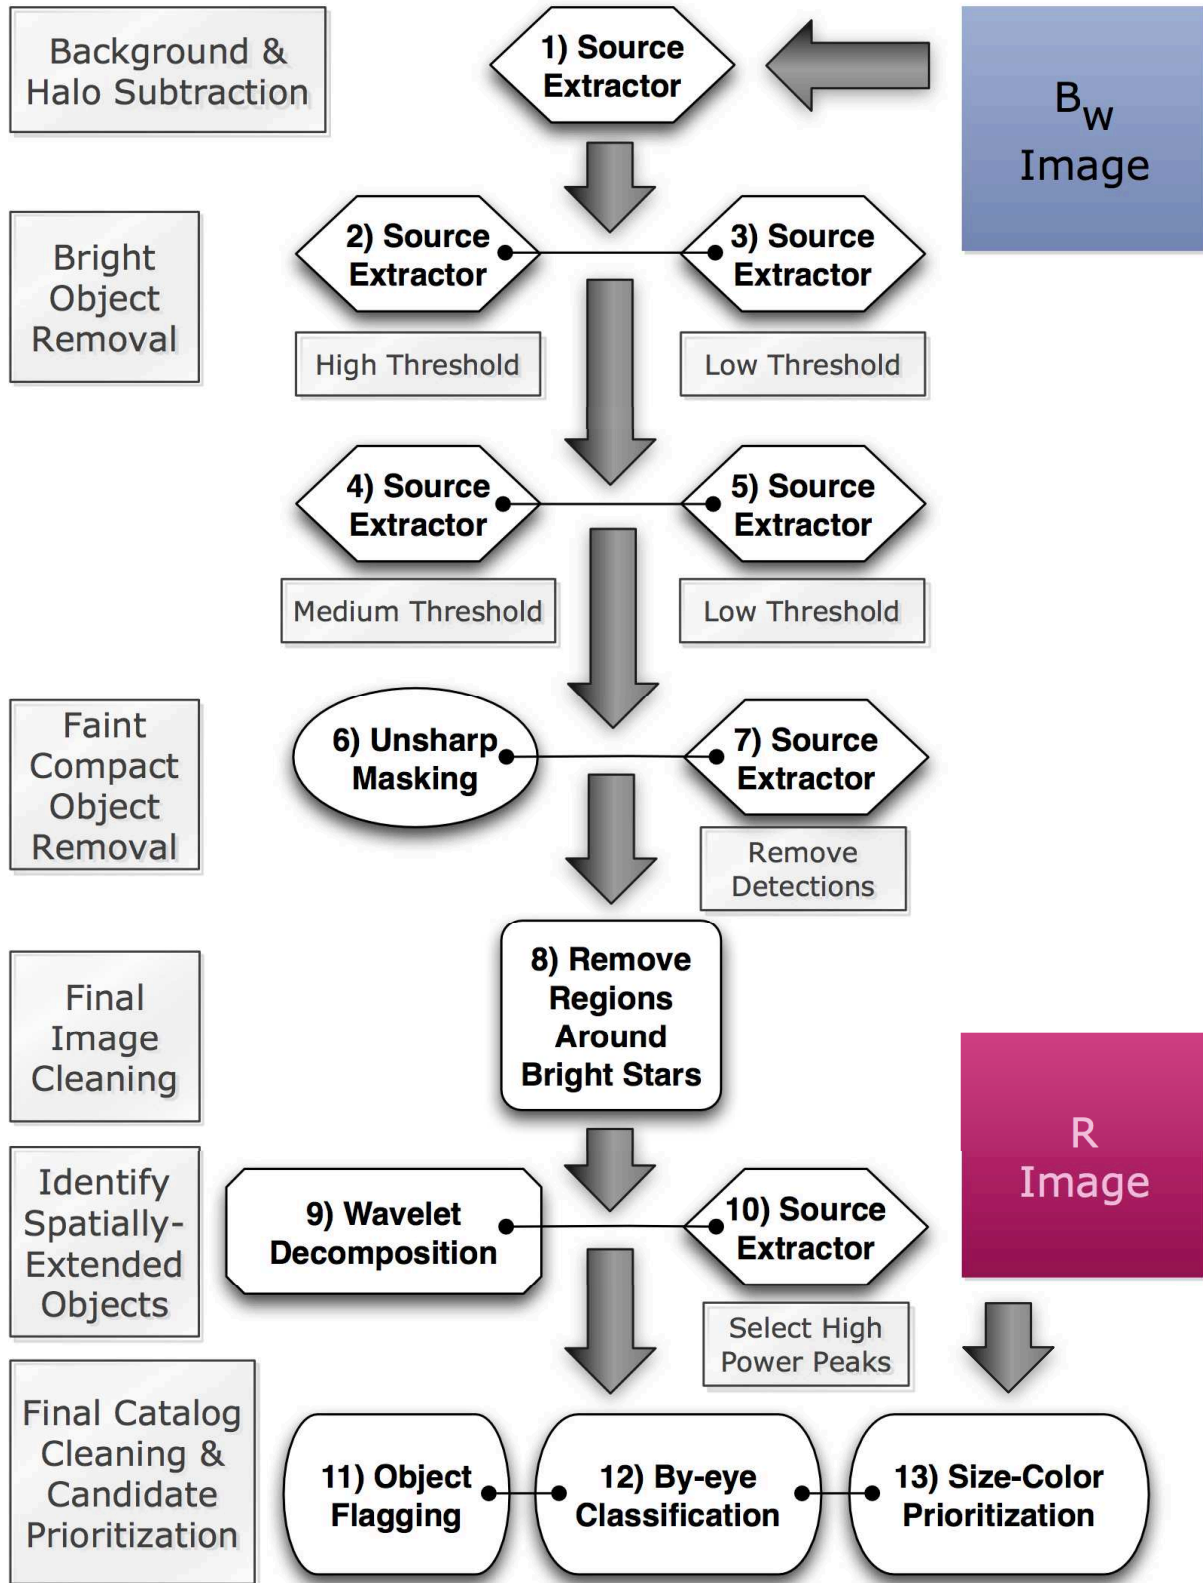 Background &
Halo Subtraction
1) Source
Extractor
B_W
Image
Bright
Object
Removal
2) Source
Extractor
3) Source
Extractor
High Threshold
Low Threshold
4) Source
Extractor
5) Source
Extractor
Medium Threshold
Low Threshold
Faint
Compact
Object
Removal
6) Unsharp
Masking
7) Source
Extractor
Remove
Detections
Final
Image
Cleaning
8) Remove
Regions
Around
Bright Stars
R
Image
Identify
Spatially-
Extended
Objects
9) Wavelet
Decomposition
10) Source
Extractor
Select High
Power Peaks
Final Catalog
Cleaning &
Candidate
Prioritization
11) Object
Flagging
12) By-eye
Classification
13) Size-Color
Prioritization